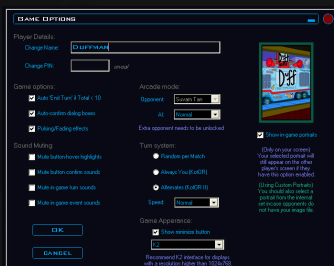 GAME OPTIONS
Player Details:
Change Name: DUFFMAN
Change PIN: unset
Game options:
Auto 'End Turn' if Total < 10
Auto-confirm dialog boxes
Pulsing/Fading effects
Arcade mode:
Opponent: Suwam Tan
AI: Normal
Extra opponent needs to be unlocked
DUFF
Show in-game portraits
(Only on your screen)
Your selected portrait will
still appear on the other
player's screen if they
have this option enabled
(Using Custom Portraits)
You should also select a
portrait from the internal
set incase opponents do
not have your image file
Sound Muting:
Mute button hover highlights
Mute button confirm sounds
Mute in-game turn sounds
Mute in-game event sounds
Turn system:
Random per Match
Always You (KotOR)
Alternates (KotOR II)
Speed: Normal
Game Appearance:
Show minimize button
K2
Recommend K2 interface for displays
with a resolution higher than 1024x768
OK
CANCEL